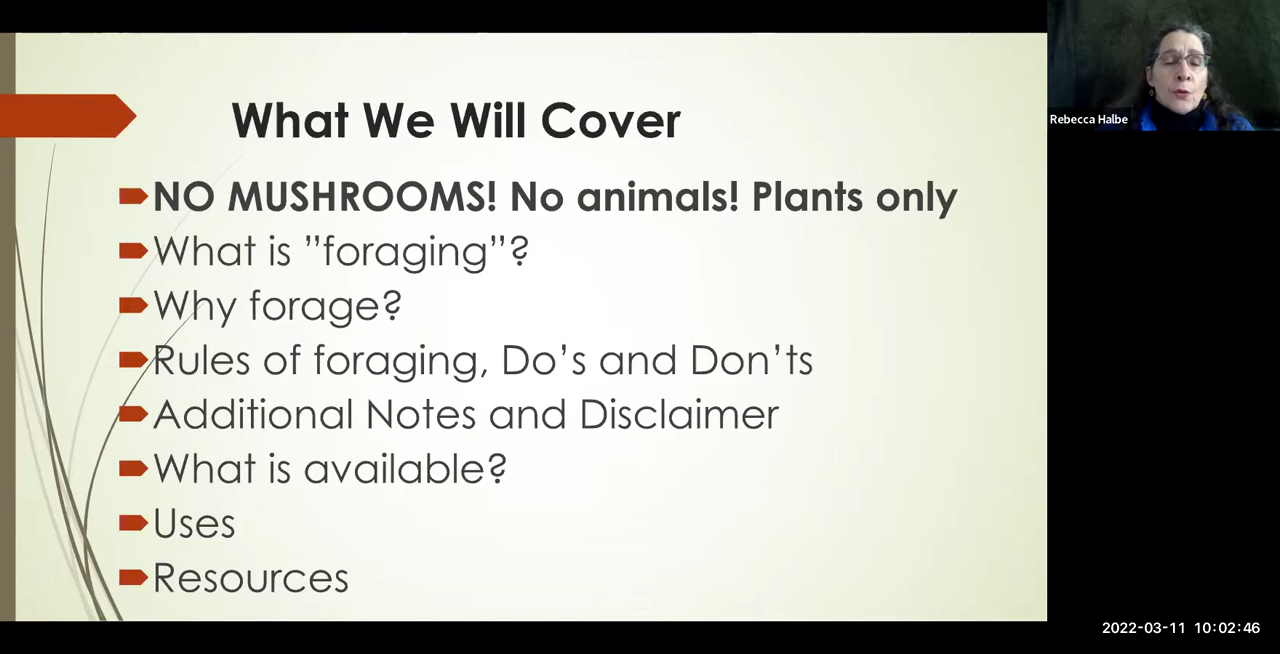 What We Will Cover
NO MUSHROOMS! No animals! Plants only
What is ”foraging”?
Why forage?
Rules of foraging, Do’s and Don’ts
Additional Notes and Disclaimer
What is available?
Uses
Resources
Rebecca Halbe
2022-03-11 10:02:46